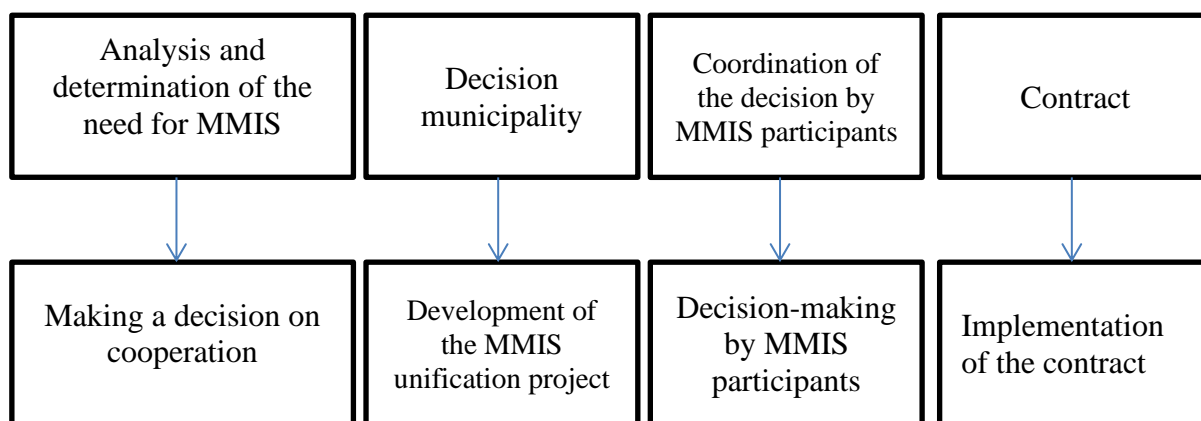 Analysis and
determination of the
need for MMIS
Decision
municipality
Coordination of
the decision by
MMIS participants
Contract
Making a decision on
cooperation
Development of
the MMIS
unification project
Decision-making
by MMIS
participants
Implementation
of the contract